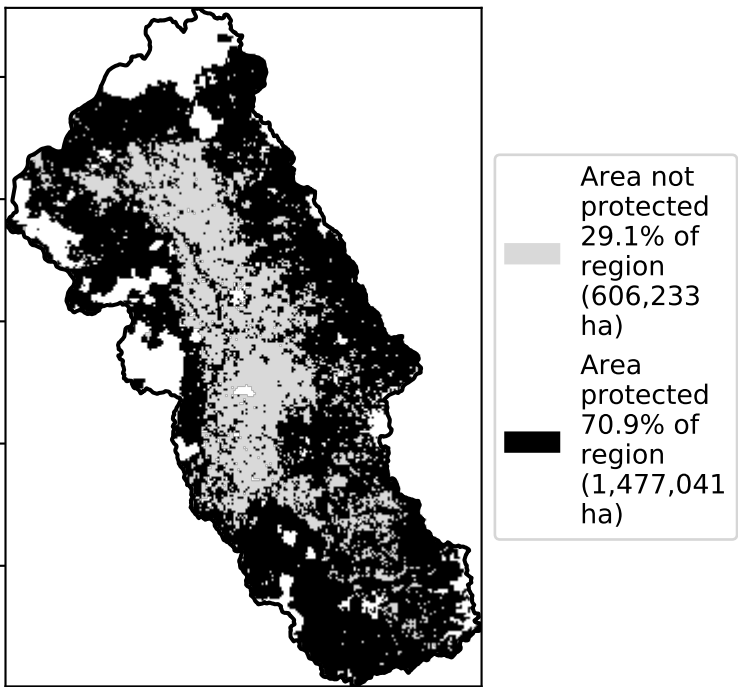 Area not
protected
29.1% of
region
(606,233
ha)
Area
protected
70.9% of
region
(1,477,041
ha)